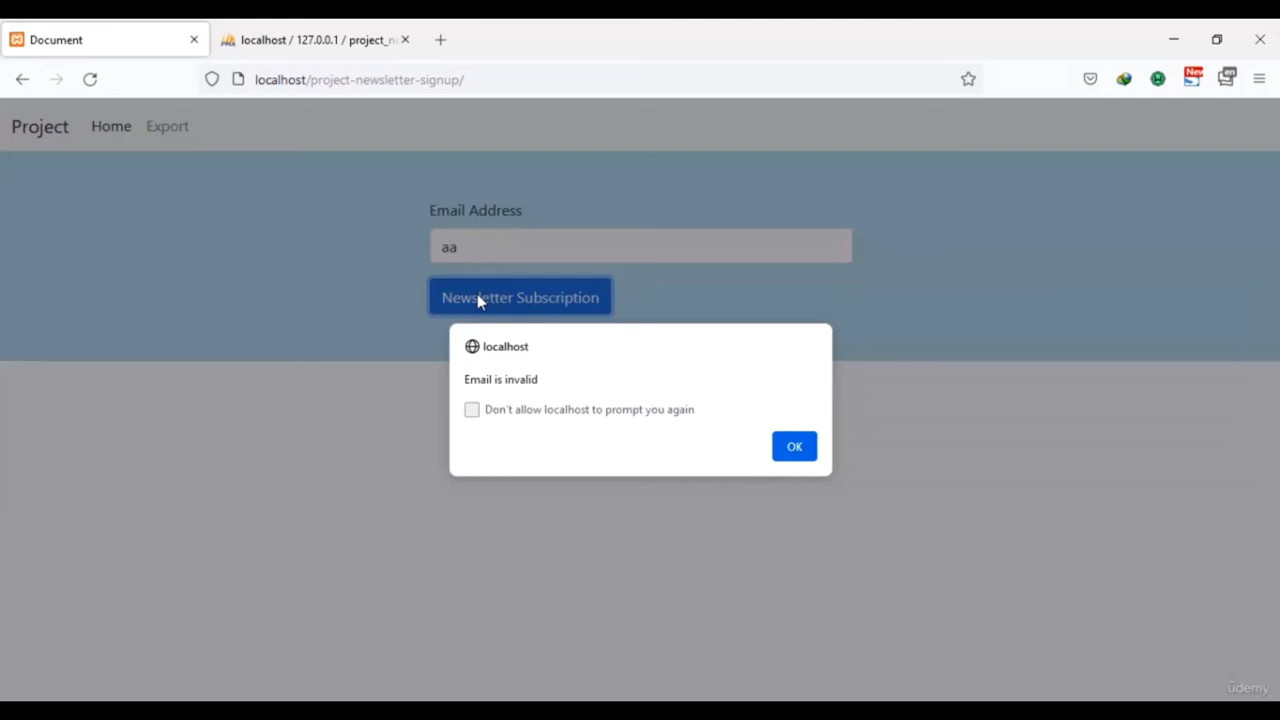 Document
localhost / 127.0.0.1 / project_n
localhost/project-newsletter-signup/
New
Project Home Export
Email Address
aa
Newsletter Subscription
localhost
Email is invalid
Don't allow localhost to prompt you again
OK
ûdemy